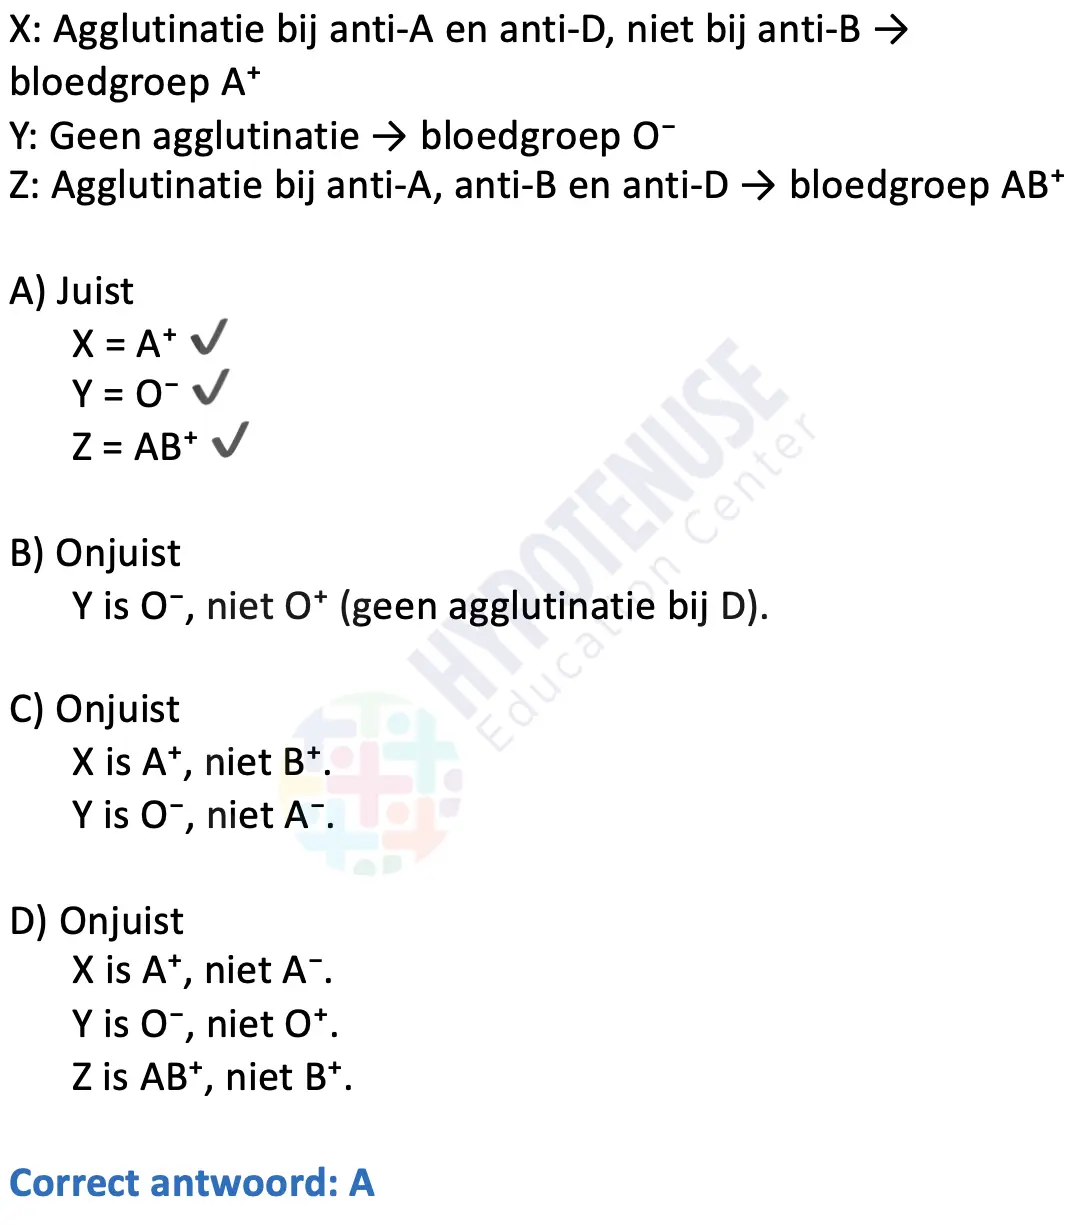 X: Agglutinatie bij anti-A en anti-D, niet bij anti-B →
bloedgroep A⁺
Y: Geen agglutinatie → bloedgroep O⁻
Z: Agglutinatie bij anti-A, anti-B en anti-D → bloedgroep AB⁺
A) Juist
X = A⁺ ✔
Y = O⁻ ✔
Z = AB⁺ ✔
B) Onjuist
Y is O⁻, niet O⁺ (geen agglutinatie bij D).
C) Onjuist
X is A⁺, niet B⁺.
Y is O⁻, niet A⁻.
D) Onjuist
X is A⁺, niet A⁻.
Y is O⁻, niet O⁺.
Z is AB⁺, niet B⁺.
Correct antwoord: A
HYPOTENUSE
Education Center